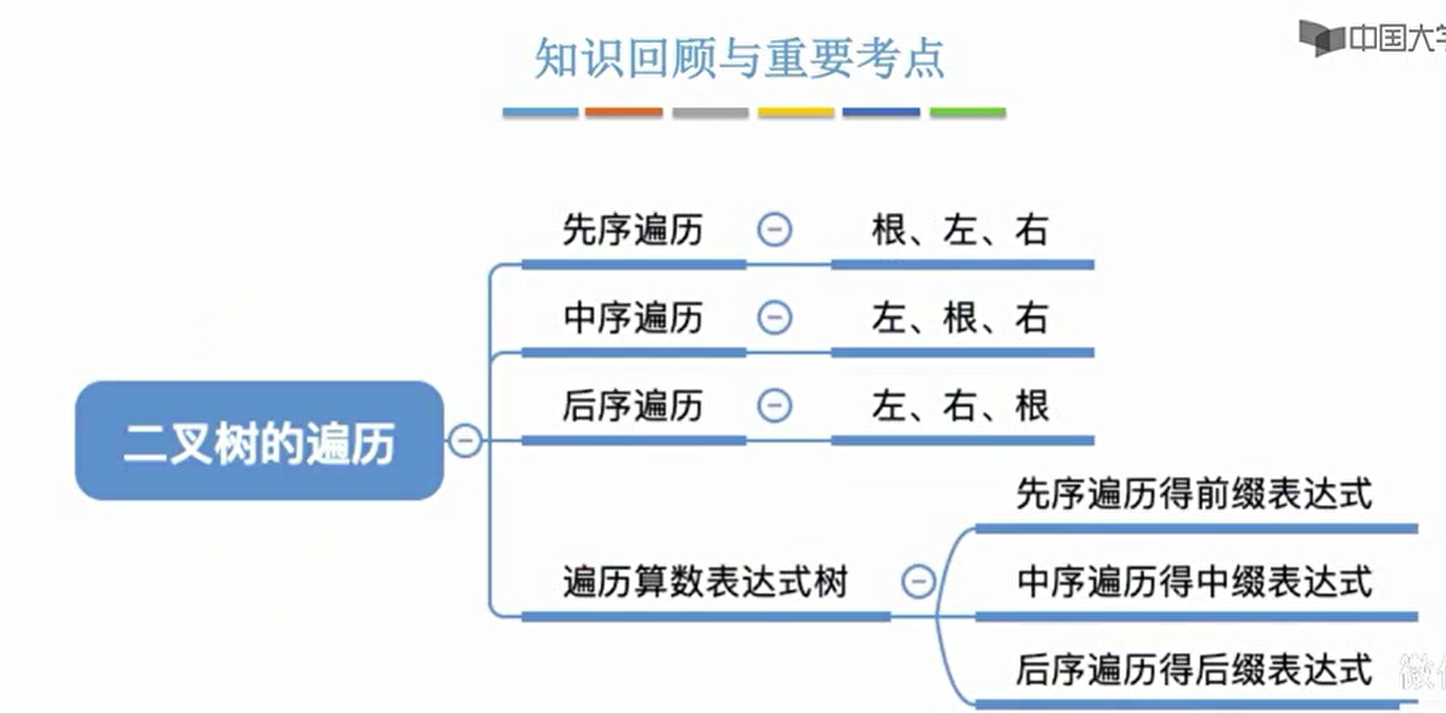 知识回顾与重要考点
中国大学
先序遍历
根、左、右
中序遍历
左、根、右
后序遍历
左、右、根
二叉树的遍历
遍历算数表达式树
先序遍历得前缀表达式
中序遍历得中缀表达式
后序遍历得后缀表达式